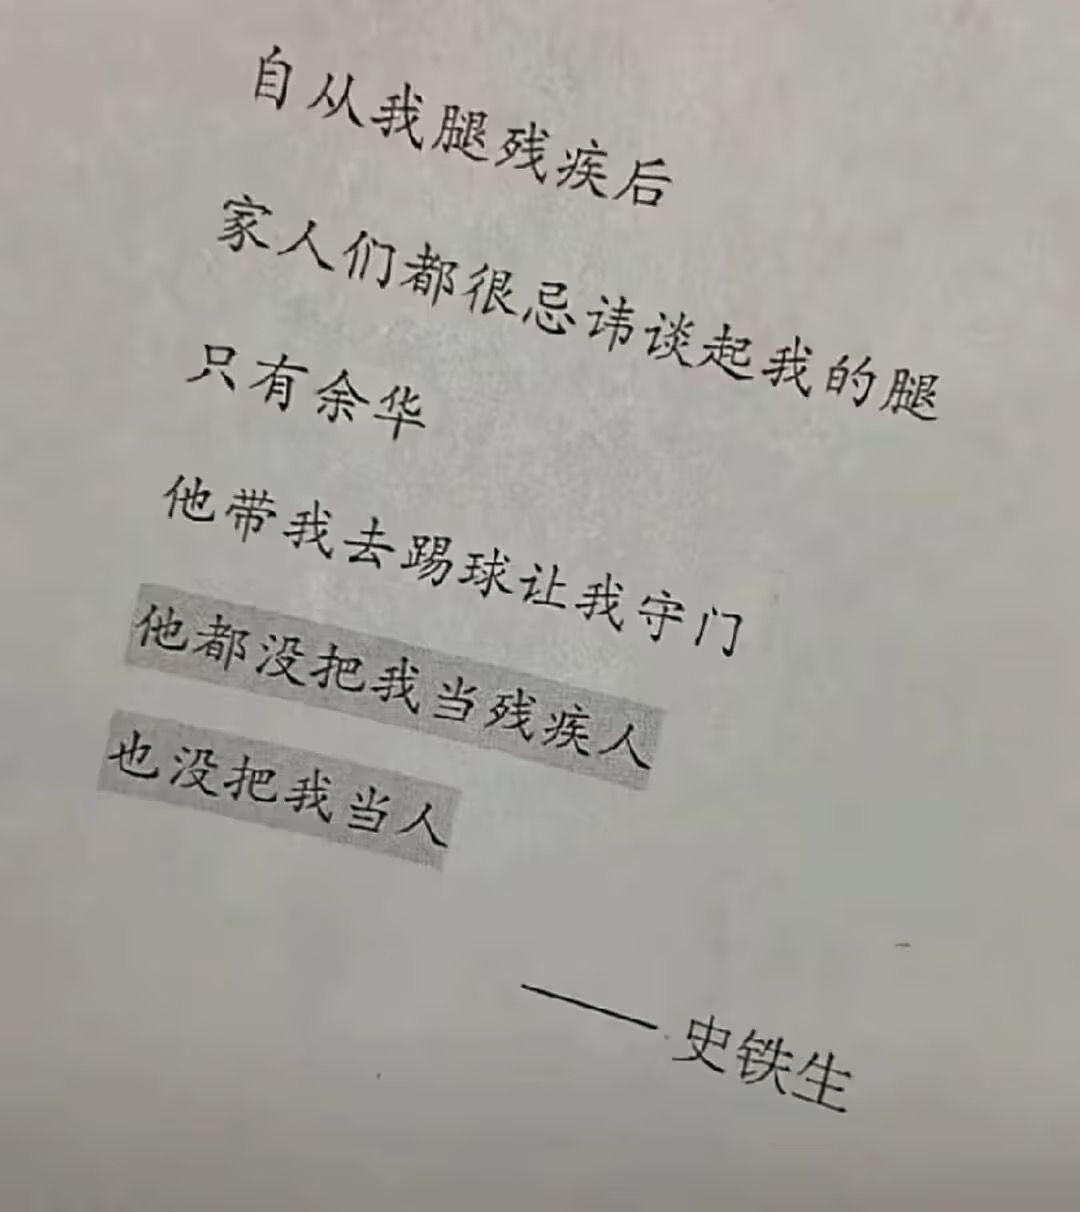 自从我腿残疾后
家人们都很忌讳谈起我的腿
只有余华
他带我去踢球让我守门
他都没把我当残疾人
也没把我当人
——史铁生